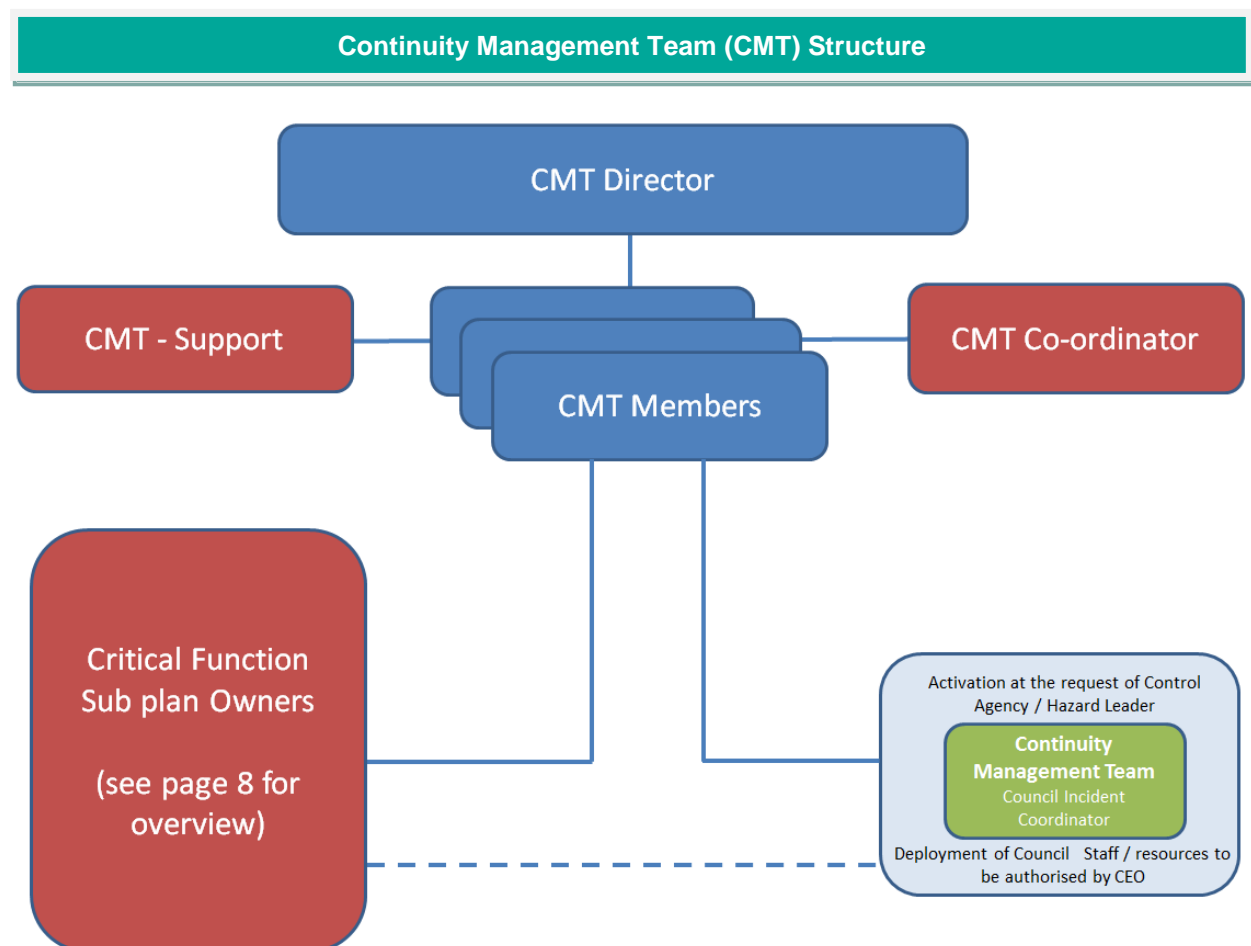 Continuity Management Team (CMT) Structure
CMT Director
CMT - Support
CMT Co-ordinator
CMT Members
Critical Function
Sub plan Owners
(see page 8 for
overview)
Activation at the request of Control
Agency / Hazard Leader
Continuity
Management Team
Council Incident
Coordinator
Deployment of Council Staff / resources to
be authorised by CEO